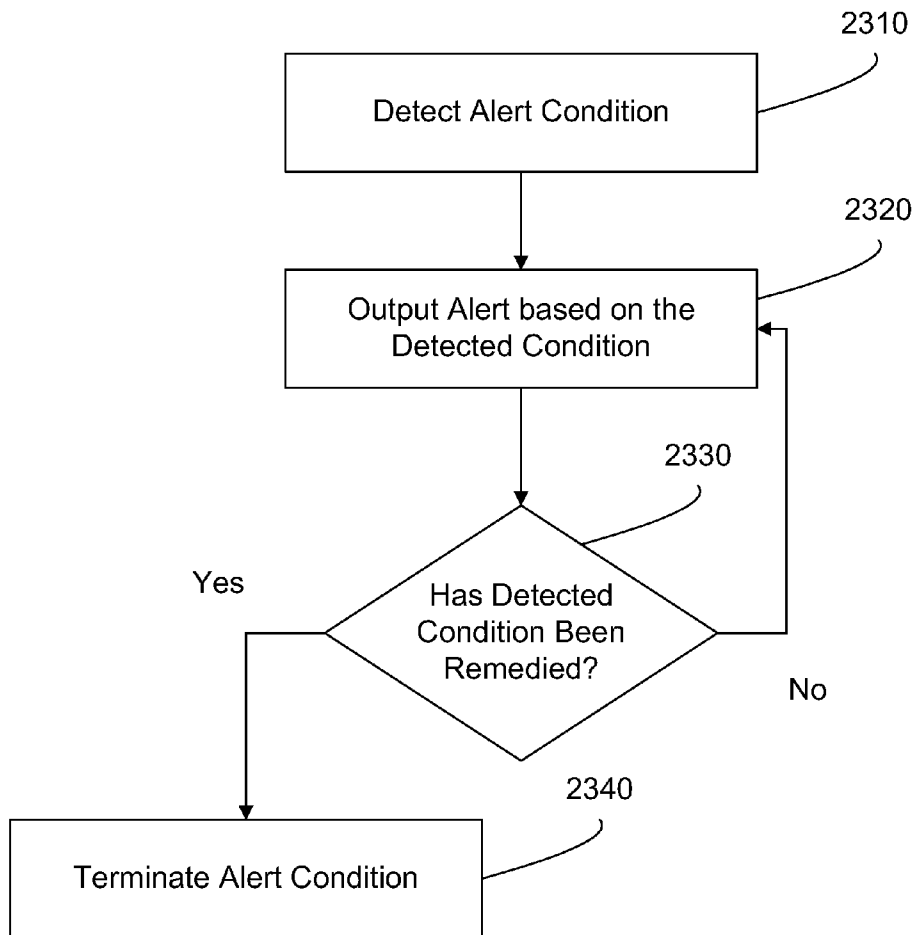 2310
Detect Alert Condition
2320
Output Alert based on the
Detected Condition
2330
Yes
Has Detected
Condition Been
Remedied?
No
2340
Terminate Alert Condition